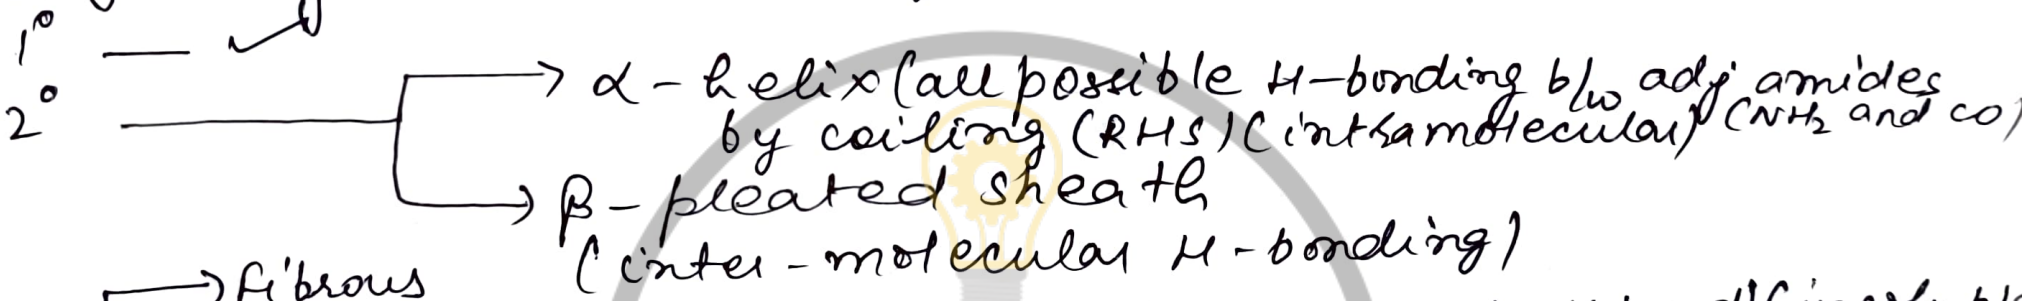 1° — ✓
2° → α - helix (all possible H-bonding b/w adj amides
by coiling (RHS) (intramolecular) (NH₂ and CO)
→ β - pleated sheath
(inter - molecular H - bonding)
→ fibrous